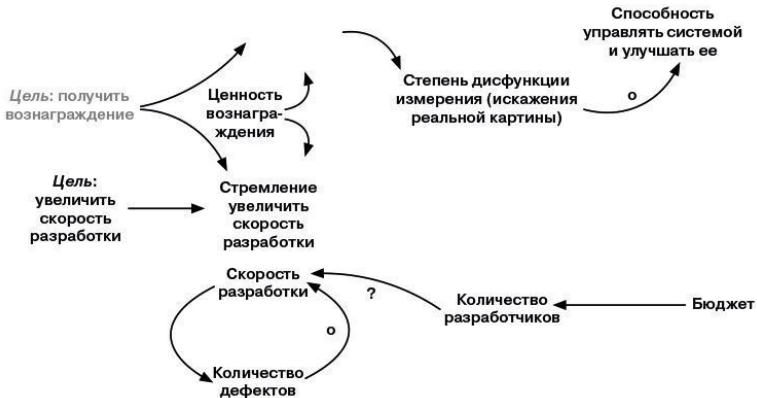 Способность
управлять системой
и улучшать ее
Цель: получить
вознаграждение
Ценность
вознагра-
ждения
Степень дисфункции
измерения (искажения
реальной картины)
о
Цель:
увеличить
скорость
разработки
Стремление
увеличить
скорость
разработки
Скорость
разработки
?
Количество
разработчиков
Бюджет
о
Количество
дефектов